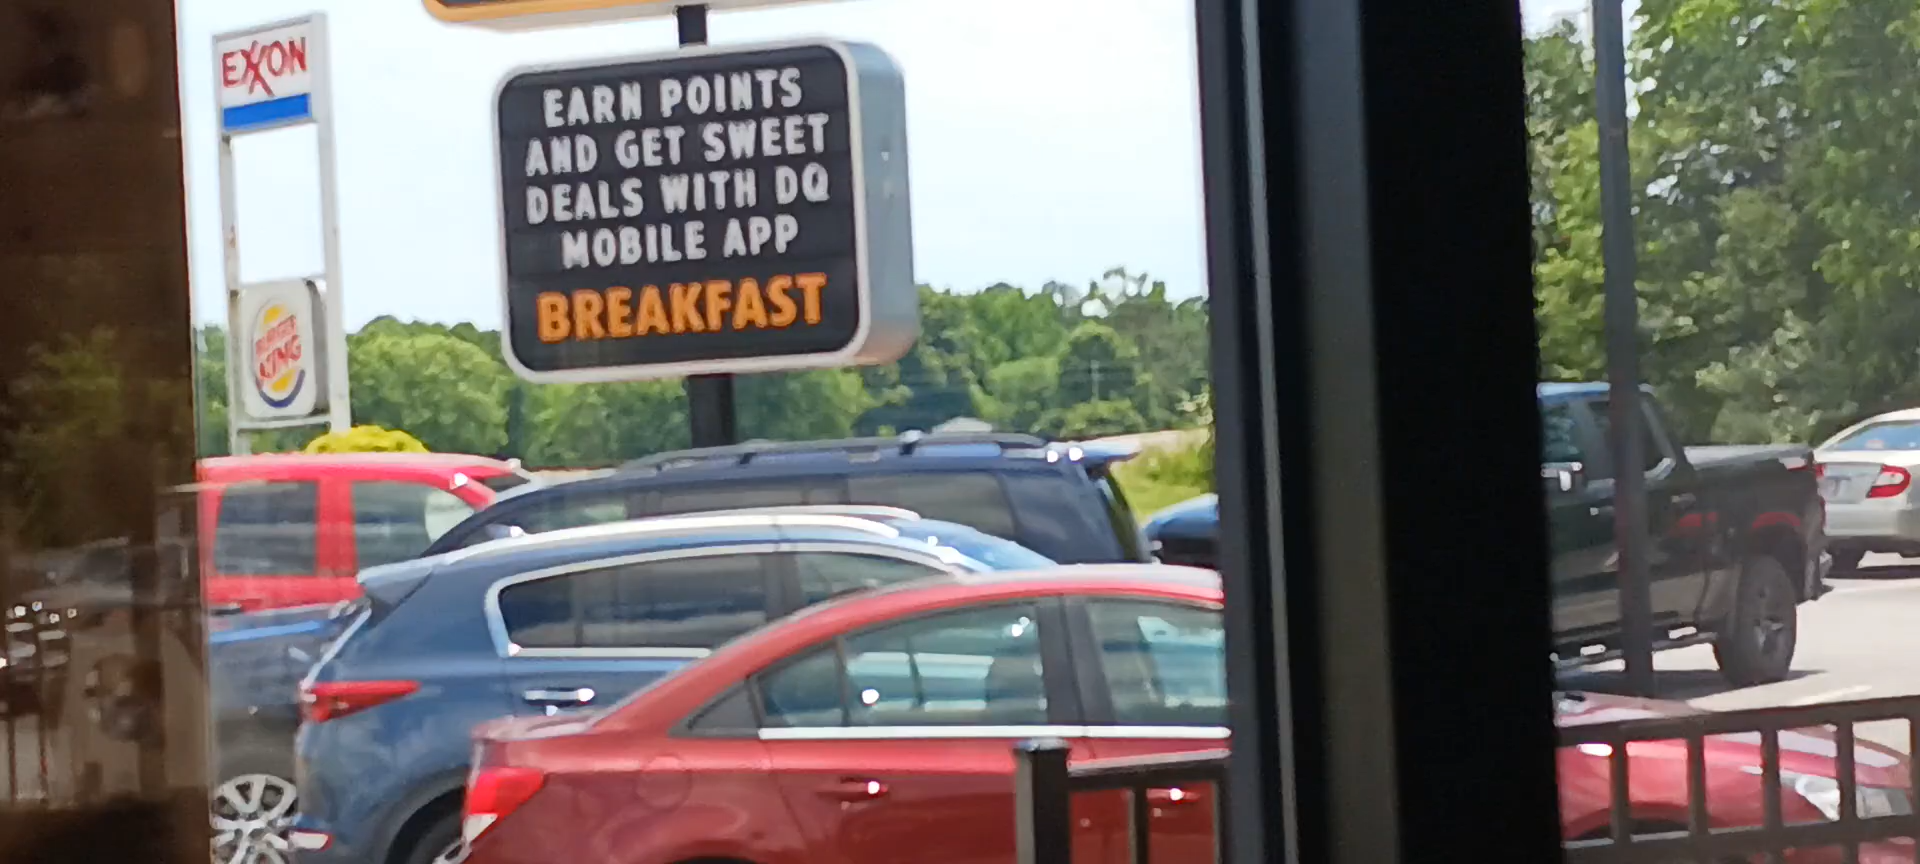 EXXON
EARN POINTS
AND GET SWEET
DEALS WITH DQ
MOBILE APP
BREAKFAST
BURGER
KING